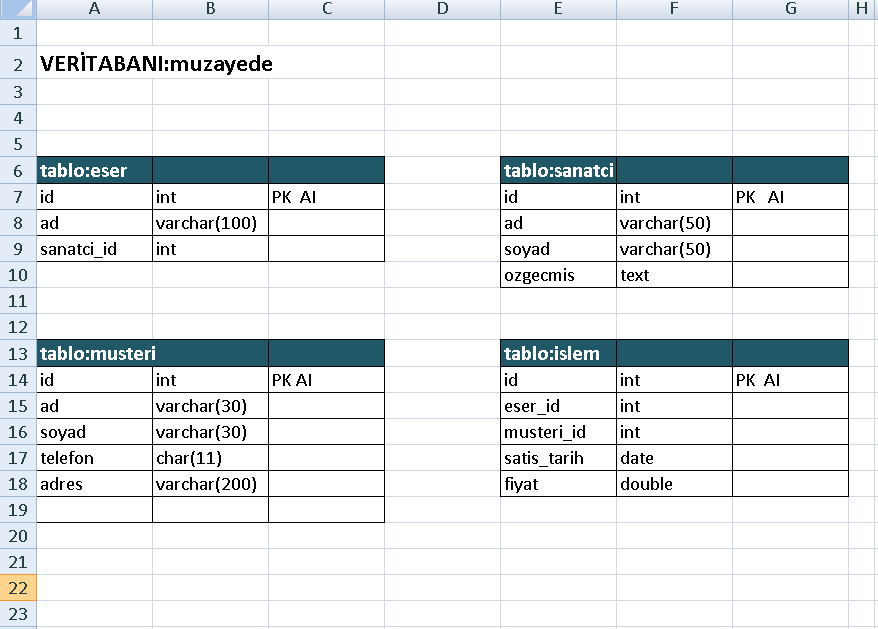 A B C D E F G H
1
2 VERİTABANI:muzayede
3
4
5
6 tablo:eser tablo:sanatci
7 id int PK AI id int PK AI
8 ad varchar(100) ad varchar(50)
9 sanatci_id int soyad varchar(50)
10 ozgecmis text
11
12
13 tablo:musteri tablo:islem
14 id int PK AI id int PK AI
15 ad varchar(30) eser_id int
16 soyad varchar(30) musteri_id int
17 telefon char(11) satis_tarih date
18 adres varchar(200) fiyat double
19
20
21
22
23